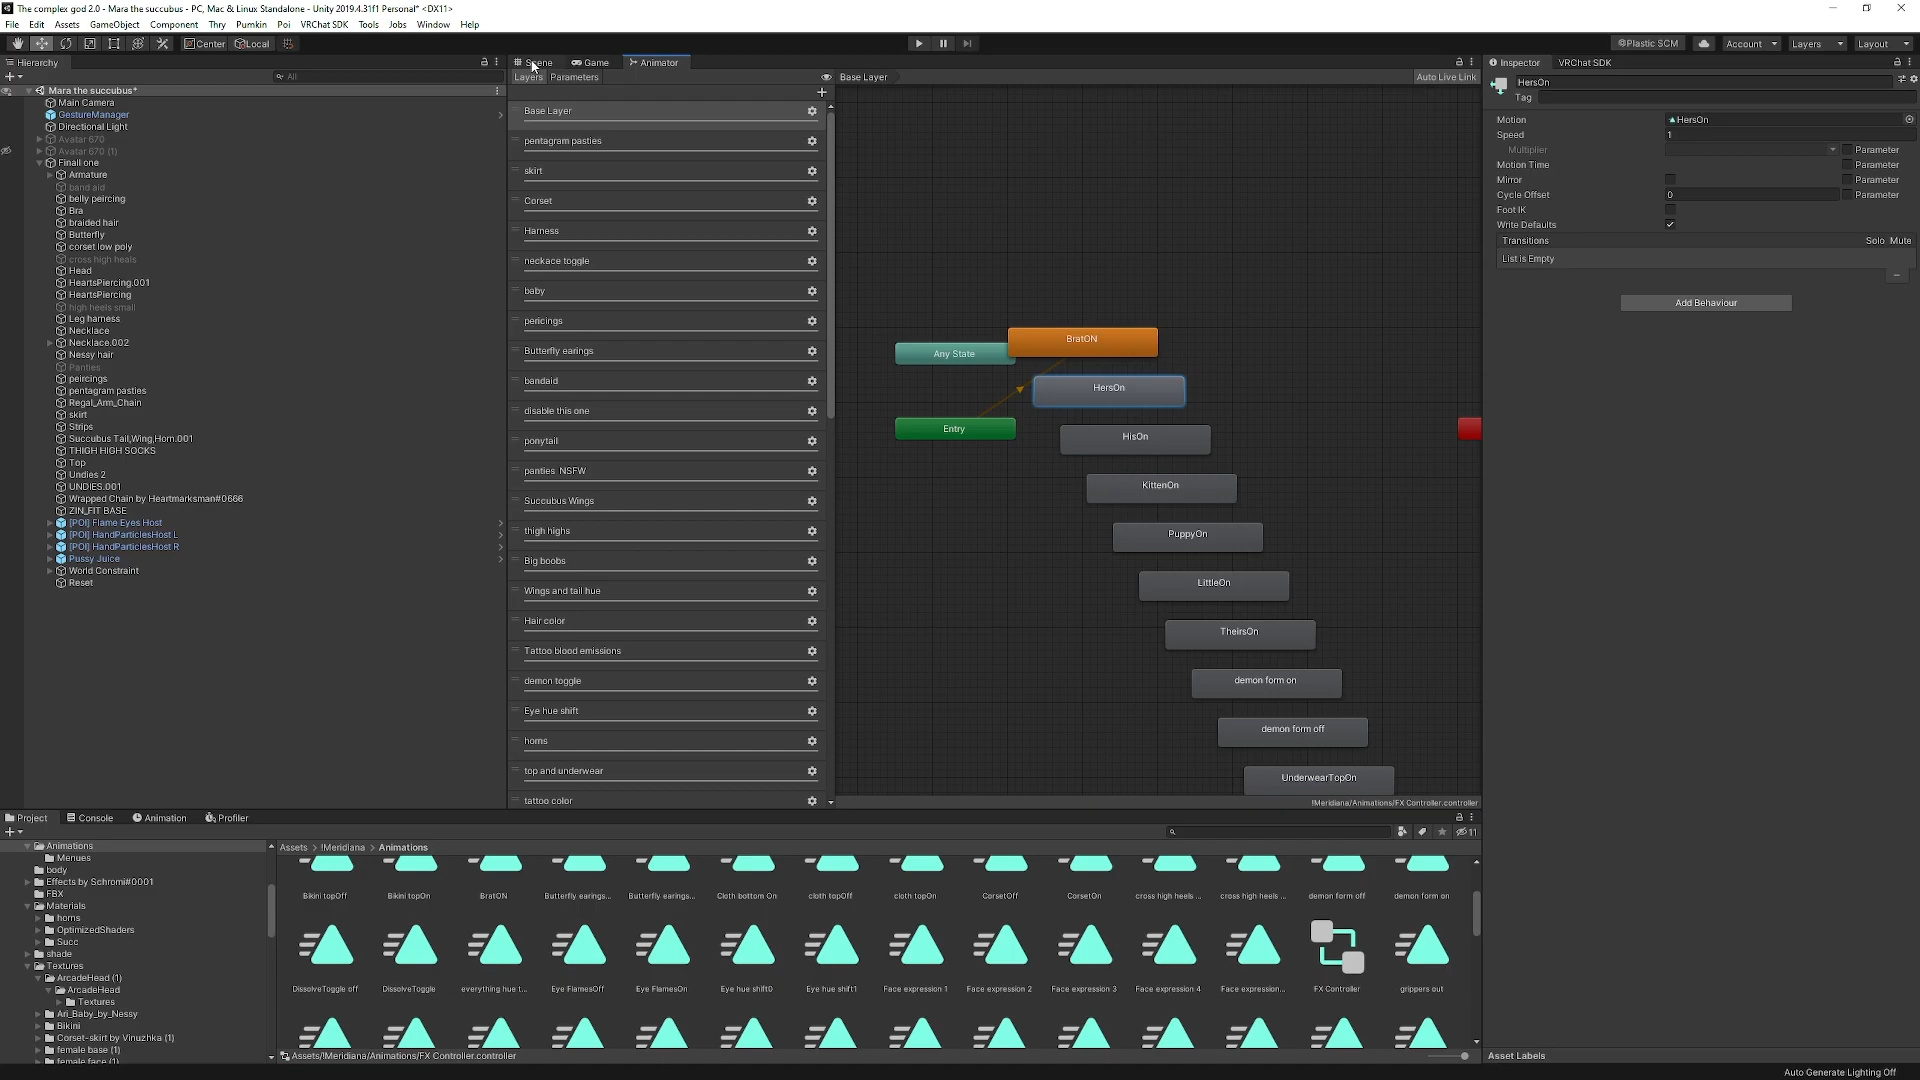 The complex god 2.0 - Mara the succubus - PC, Mac & Linux Standalone - Unity 2019.4.31f1 Personal* <DX11>
File Edit Assets GameObject Component Thry Pumkin Poi VRChat SDK Tools Jobs Window Help
Center Local Plastic SCM Account Layers Layout
Hierarchy
All
Mara the succubus*
Main Camera
GestureManager
Directional Light
Avatar 670
Avatar 670 (1)
Finall one
Armature
band aid
belly peircing
Bra
braided hair
Butterfly
corset low poly
cross high heels
Head
HeartsPiercing.001
HeartsPiercing
high heels small
Leg harness
Necklace
Necklace.002
Nessy hair
Panties
peircings
pentagram pasties
Regal_Arm_Chain
skirt
Strips
Succubus Tail,Wing,Horn.001
THIGH HIGH SOCKS
Top
Undies 2
UNDIES.001
Wrapped Chain by Heartmarksman#0666
ZIN_FIT BASE
[POI] Flame Eyes Host
[POI] HandParticlesHost L
[POI] HandParticlesHost R
Pussy Juice
World Constraint
Reset
Scene Game Animator
Layers Parameters Base Layer Auto Live Link
Base Layer
pentagram pasties
skirt
Corset
Harness
neckace toggle
baby
pericings
Butterfly earings
bandaid
disable this one
ponytail
panties NSFW
Succubus Wings
thigh highs
Big boobs
Wings and tail hue
Hair color
Tattoo blood emissions
demon toggle
Eye hue shift
horns
top and underwear
tattoo color
BratON
Any State
HersOn
Entry
HisOn
KittenOn
PuppyOn
LittleOn
TheirsOn
demon form on
demon form off
UnderwearTopOn
!Meridiana/Animations/FX Controller.controller
Inspector VRChat SDK
HersOn
Tag
Motion HersOn
Speed 1
Multiplier Parameter
Motion Time Parameter
Mirror Parameter
Cycle Offset 0 Parameter
Foot IK
Write Defaults
Transitions Solo Mute
List is Empty
Add Behaviour
Project Console Animation Profiler
11
Animations
Menues
body
Effects by Schromi#0001
FBX
Materials
horns
OptimizedShaders
Succ
shade
Textures
ArcadeHead (1)
ArcadeHead
Textures
Ari_Baby_by_Nessy
Bikini
Corset-skirt by Vinuzhka (1)
female base (1)
female face (1)
Assets > !Meridiana > Animations
Bikini topOff Bikini topOn BratON Butterfly earings... Butterfly earings... Cloth bottom On cloth topOff cloth topOn CorsetOff CorsetOn cross high heels ... cross high heels ... demon form off demon form on
DissolveToggle off DissolveToggle everything hue t... Eye FlamesOff Eye FlamesOn Eye hue shift0 Eye hue shift1 Face expression 1 Face expression 2 Face expression 3 Face expression 4 Face expression... FX Controller grippers out
Assets/!Meridiana/Animations/FX Controller.controller
Asset Labels
Auto Generate Lighting Off